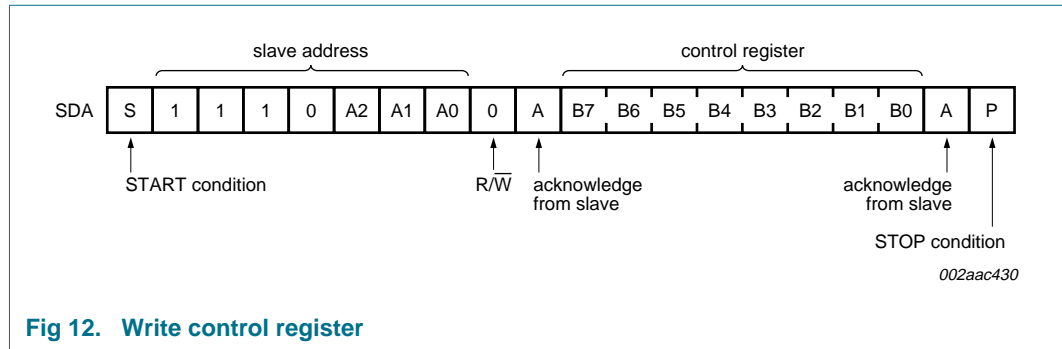 slave address control register
SDA S 1 1 1 0 A2 A1 A0 0 A B7 B6 B5 B4 B3 B2 B1 B0 A P
START condition R/W̅ acknowledge from slave acknowledge from slave
STOP condition
002aac430
Fig 12. Write control register